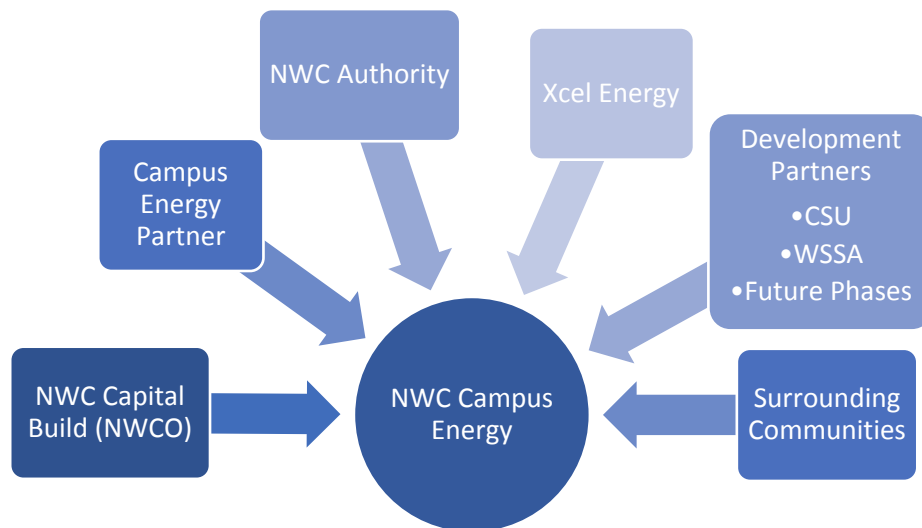 NWC Authority
Xcel Energy
Development
Partners
•CSU
•WSSA
•Future Phases
Campus
Energy
Partner
NWC Capital
Build (NWCO)
NWC Campus
Energy
Surrounding
Communities